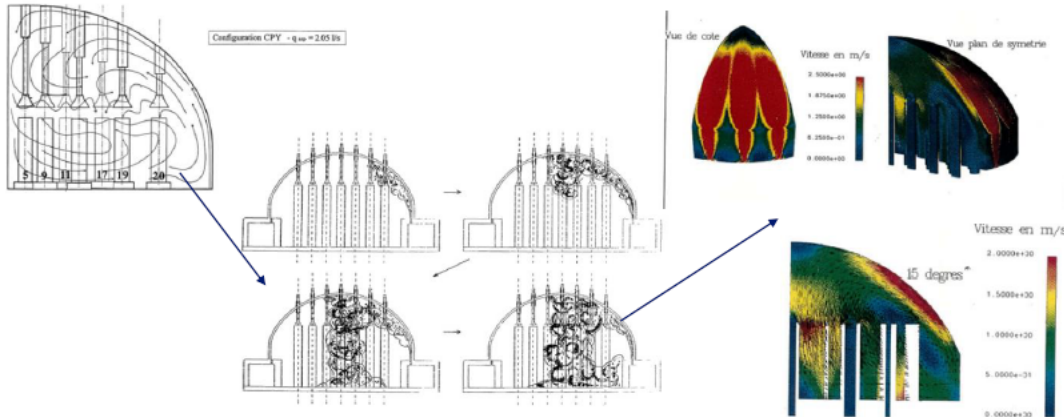 Configuration CPY - q sup = 2.05 l/s
5 9 11 17 19 20
Vue de cote
Vitesse en m/s
2.5000e+00
1.8750e+00
1.2500e+00
6.2500e-01
0.0000e+00
Vue plan de symetrie
15 degres
Vitesse en m/s
2.0000e+00
1.5000e+00
1.0000e+00
5.0000e-01
0.0000e+00